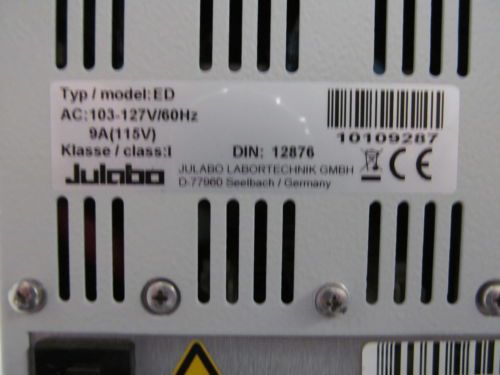 Typ / model:ED
AC:103-127V/60Hz
9A(115V)
Klasse / class:I
DIN: 12876
10109287
Julabo
JULABO LABORTECHNIK GMBH
D-77960 Seelbach / Germany
CE